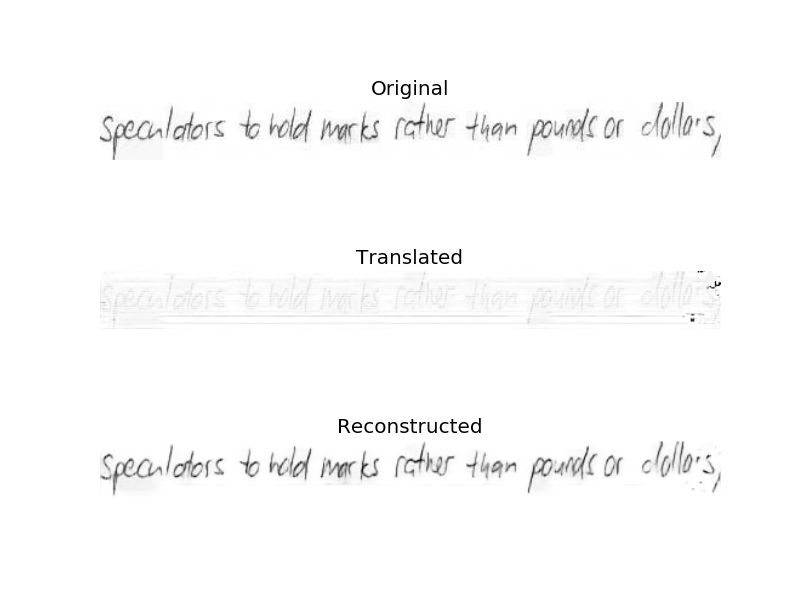 Original
Speculators to hold marks rather than pounds or dollars,
Translated
Speculators to hold marks rather than pounds or dollars
Reconstructed
Speculators to hold marks rather than pounds or dollars,